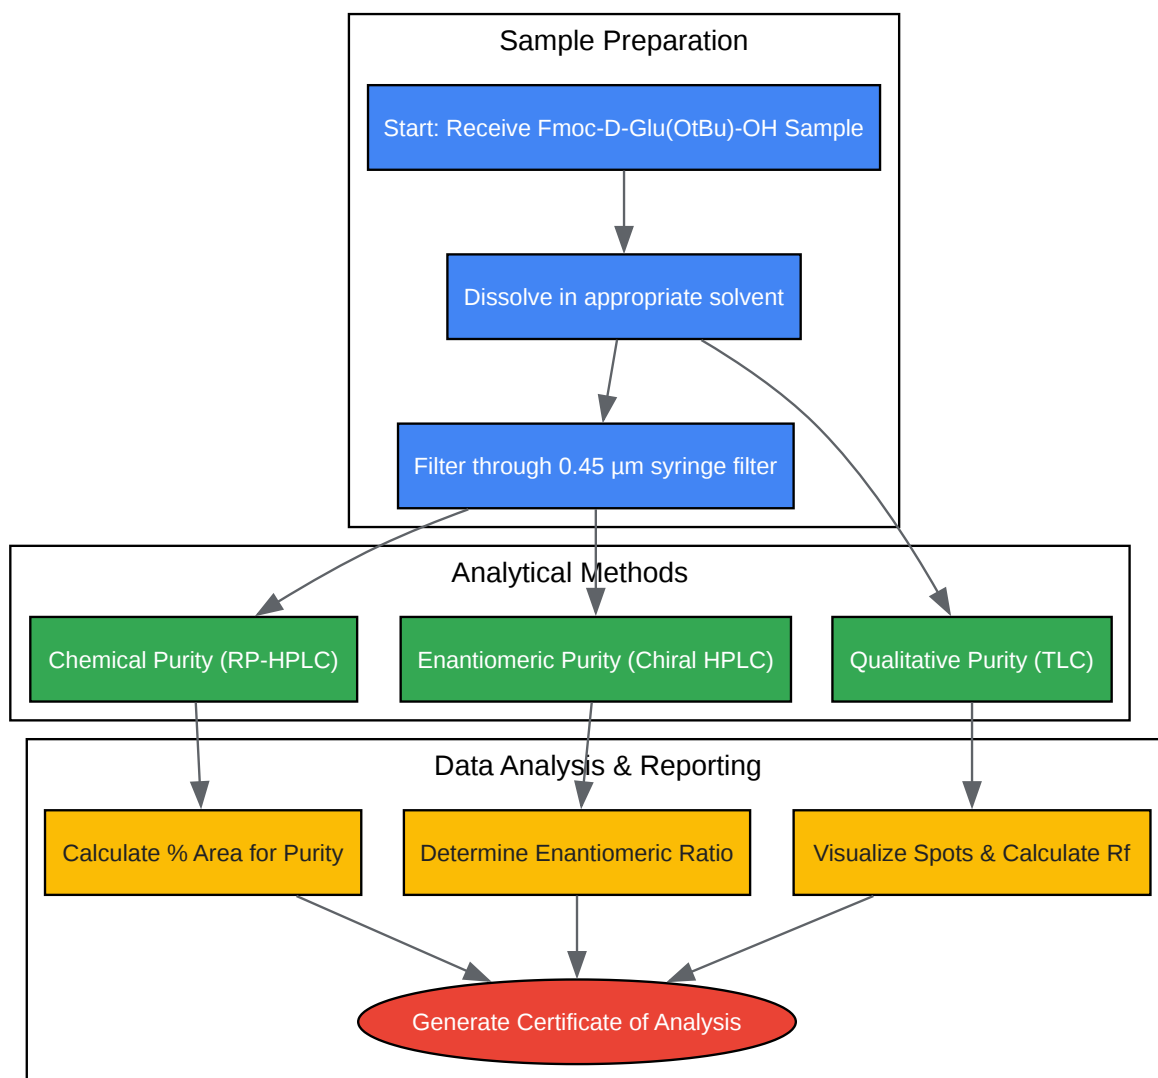 Sample Preparation
Start: Receive Fmoc-D-Glu(OtBu)-OH Sample
Dissolve in appropriate solvent
Filter through 0.45 µm syringe filter
Analytical Methods
Chemical Purity (RP-HPLC)
Enantiomeric Purity (Chiral HPLC)
Qualitative Purity (TLC)
Data Analysis & Reporting
Calculate % Area for Purity
Determine Enantiomeric Ratio
Visualize Spots & Calculate Rf
Generate Certificate of Analysis